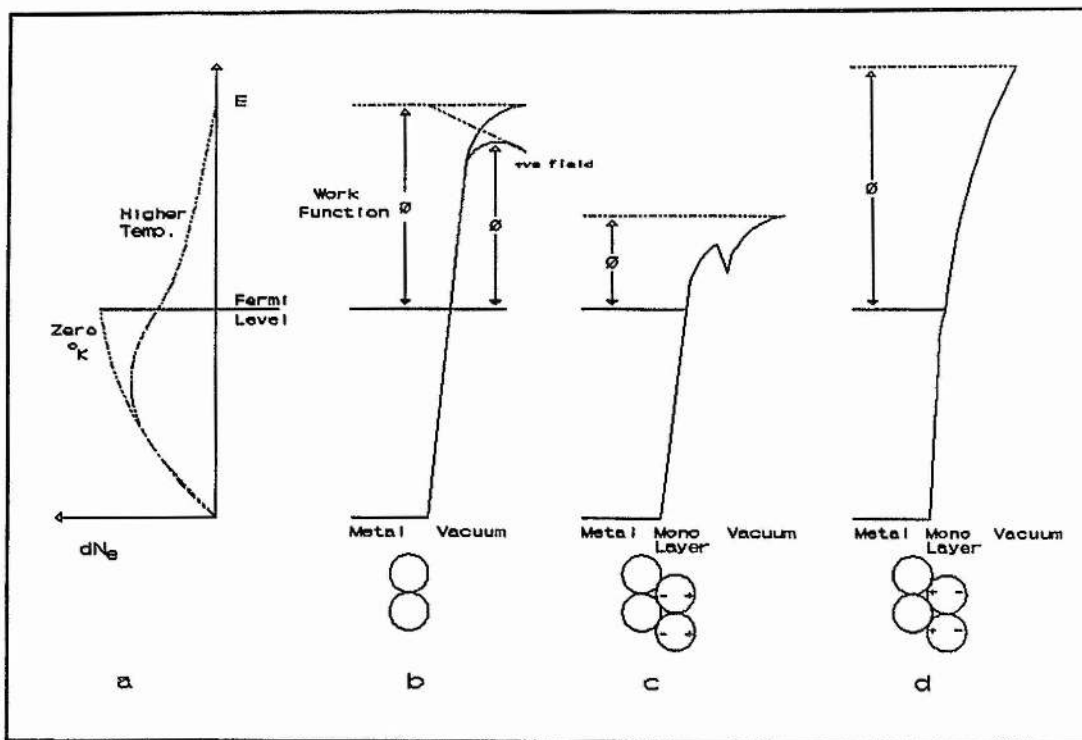 E
Higher
Temp.
Fermi
Level
Zero
°K
dNe
a
Work
Function
ø
ø
+ve field
Metal Vacuum
b
ø
Metal Mono Vacuum
Layer
- +
- +
c
ø
Metal Mono Vacuum
Layer
+ -
+ -
d